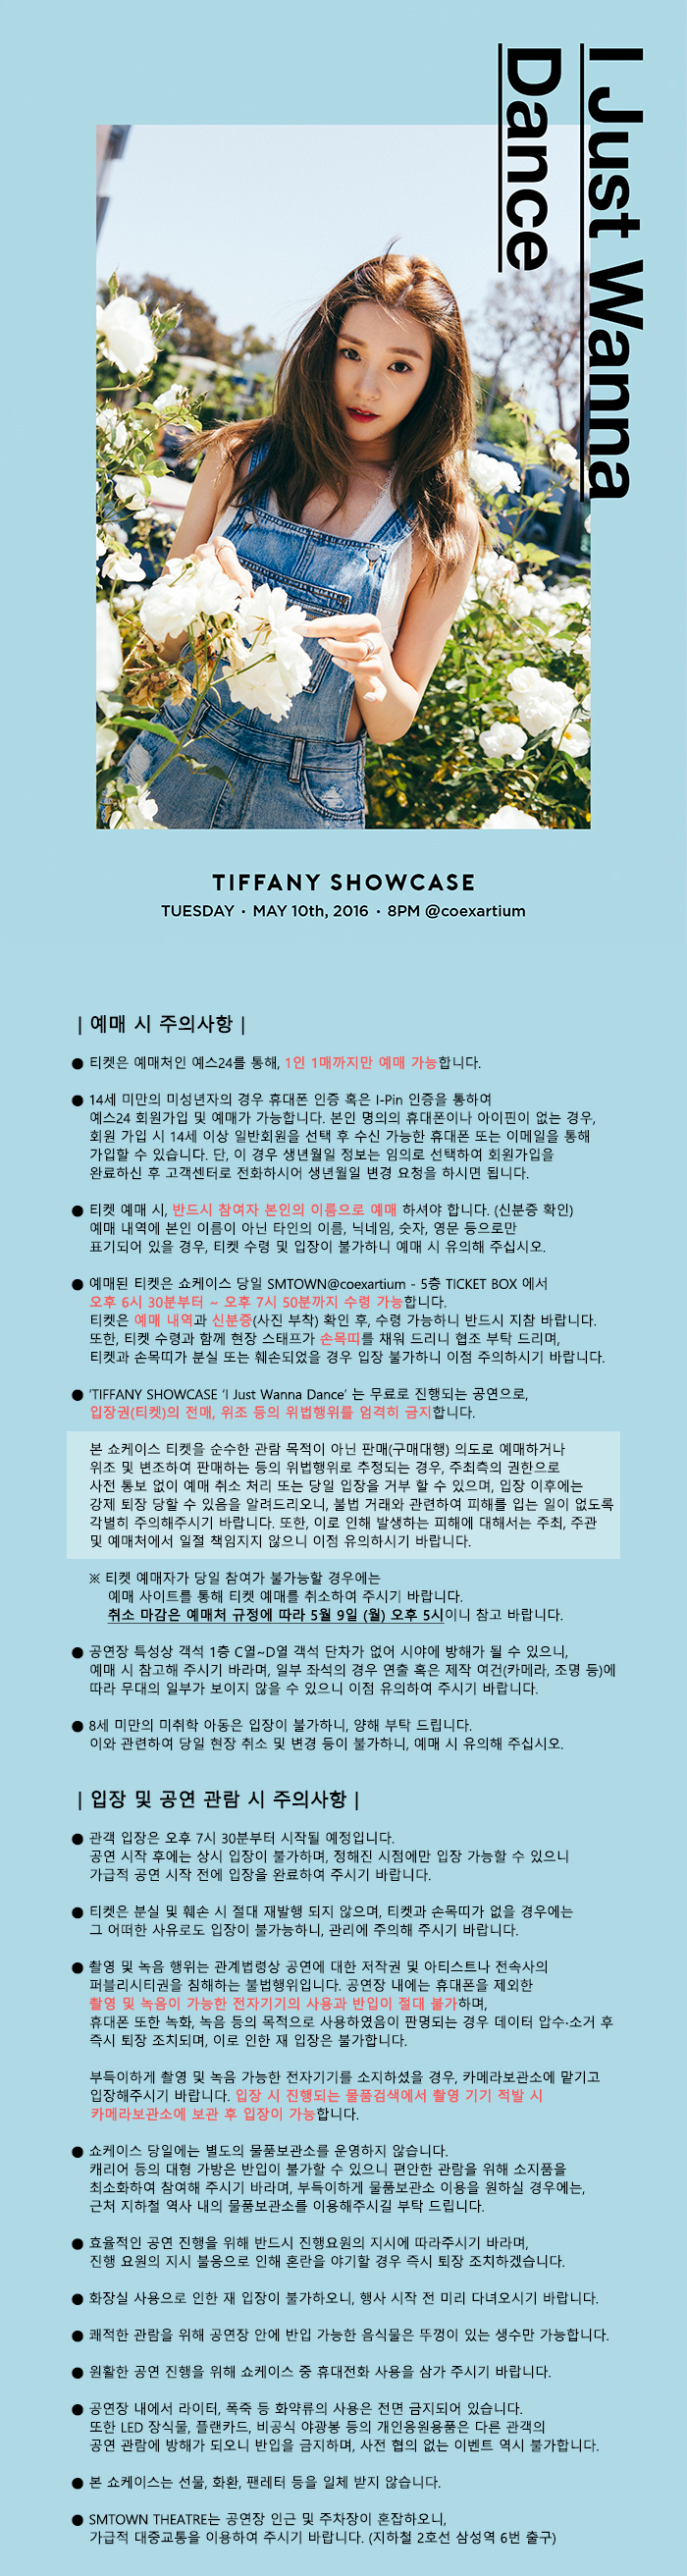 I Just Wanna
Dance
TIFFANY SHOWCASE
TUESDAY · MAY 10th, 2016 · 8PM @coexartium
| 예매 시 주의사항 |
● 티켓은 예매처인 예스24를 통해, 1인 1매까지만 예매 가능합니다.
● 14세 미만의 미성년자의 경우 휴대폰 인증 혹은 I-Pin 인증을 통하여
예스24 회원가입 및 예매가 가능합니다. 본인 명의의 휴대폰이나 아이핀이 없는 경우,
회원 가입 시 14세 이상 일반회원을 선택 후 수신 가능한 휴대폰 또는 이메일을 통해
가입할 수 있습니다. 단, 이 경우 생년월일 정보는 임의로 선택하여 회원가입을
완료하신 후 고객센터로 전화하시어 생년월일 변경 요청을 하시면 됩니다.
● 티켓 예매 시, 반드시 참여자 본인의 이름으로 예매 하셔야 합니다. (신분증 확인)
예매 내역에 본인 이름이 아닌 타인의 이름, 닉네임, 숫자, 영문 등으로만
표기되어 있을 경우, 티켓 수령 및 입장이 불가하니 예매 시 유의해 주십시오.
● 예매된 티켓은 쇼케이스 당일 SMTOWN@coexartium - 5층 TICKET BOX 에서
오후 6시 30분부터 ~ 오후 7시 50분까지 수령 가능합니다.
티켓은 예매 내역과 신분증(사진 부착) 확인 후, 수령 가능하니 반드시 지참 바랍니다.
또한, 티켓 수령과 함께 현장 스태프가 손목띠를 채워 드리니 협조 부탁 드리며,
티켓과 손목띠가 분실 또는 훼손되었을 경우 입장 불가하니 이점 주의하시기 바랍니다.
● ‘TIFFANY SHOWCASE ‘I Just Wanna Dance’ 는 무료로 진행되는 공연으로,
입장권(티켓)의 전매, 위조 등의 위법행위를 엄격히 금지합니다.
본 쇼케이스 티켓을 순수한 관람 목적이 아닌 판매(구매대행) 의도로 예매하거나
위조 및 변조하여 판매하는 등의 위법행위로 추정되는 경우, 주최측의 권한으로
사전 통보 없이 예매 취소 처리 또는 당일 입장을 거부 할 수 있으며, 입장 이후에는
강제 퇴장 당할 수 있음을 알려드리오니, 불법 거래와 관련하여 피해를 입는 일이 없도록
각별히 주의해주시기 바랍니다. 또한, 이로 인해 발생하는 피해에 대해서는 주최, 주관
및 예매처에서 일절 책임지지 않으니 이점 유의하시기 바랍니다.
※ 티켓 예매자가 당일 참여가 불가능할 경우에는
예매 사이트를 통해 티켓 예매를 취소하여 주시기 바랍니다.
취소 마감은 예매처 규정에 따라 5월 9일 (월) 오후 5시이니 참고 바랍니다.
● 공연장 특성상 객석 1층 C열~D열 객석 단차가 없어 시야에 방해가 될 수 있으니,
예매 시 참고해 주시기 바라며, 일부 좌석의 경우 연출 혹은 제작 여건(카메라, 조명 등)에
따라 무대의 일부가 보이지 않을 수 있으니 이점 유의하여 주시기 바랍니다.
● 8세 미만의 미취학 아동은 입장이 불가하니, 양해 부탁 드립니다.
이와 관련하여 당일 현장 취소 및 변경 등이 불가하니, 예매 시 유의해 주십시오.
| 입장 및 공연 관람 시 주의사항 |
● 관객 입장은 오후 7시 30분부터 시작될 예정입니다.
공연 시작 후에는 상시 입장이 불가하며, 정해진 시점에만 입장 가능할 수 있으니
가급적 공연 시작 전에 입장을 완료하여 주시기 바랍니다.
● 티켓은 분실 및 훼손 시 절대 재발행 되지 않으며, 티켓과 손목띠가 없을 경우에는
그 어떠한 사유로도 입장이 불가능하니, 관리에 주의해 주시기 바랍니다.
● 촬영 및 녹음 행위는 관계법령상 공연에 대한 저작권 및 아티스트나 전속사의
퍼블리시티권을 침해하는 불법행위입니다. 공연장 내에는 휴대폰을 제외한
촬영 및 녹음이 가능한 전자기기의 사용과 반입이 절대 불가하며,
휴대폰 또한 녹화, 녹음 등의 목적으로 사용하였음이 판명되는 경우 데이터 압수·소거 후
즉시 퇴장 조치되며, 이로 인한 재 입장은 불가합니다.
부득이하게 촬영 및 녹음 가능한 전자기기를 소지하셨을 경우, 카메라보관소에 맡기고
입장해주시기 바랍니다. 입장 시 진행되는 물품검색에서 촬영 기기 적발 시
카메라보관소에 보관 후 입장이 가능합니다.
● 쇼케이스 당일에는 별도의 물품보관소를 운영하지 않습니다.
캐리어 등의 대형 가방은 반입이 불가할 수 있으니 편안한 관람을 위해 소지품을
최소화하여 참여해 주시기 바라며, 부득이하게 물품보관소 이용을 원하실 경우에는,
근처 지하철 역사 내의 물품보관소를 이용해주시길 부탁 드립니다.
● 효율적인 공연 진행을 위해 반드시 진행요원의 지시에 따라주시기 바라며,
진행 요원의 지시 불응으로 인해 혼란을 야기할 경우 즉시 퇴장 조치하겠습니다.
● 화장실 사용으로 인한 재 입장이 불가하오니, 행사 시작 전 미리 다녀오시기 바랍니다.
● 쾌적한 관람을 위해 공연장 안에 반입 가능한 음식물은 뚜껑이 있는 생수만 가능합니다.
● 원활한 공연 진행을 위해 쇼케이스 중 휴대전화 사용을 삼가 주시기 바랍니다.
● 공연장 내에서 라이터, 폭죽 등 화약류의 사용은 전면 금지되어 있습니다.
또한 LED 장식물, 플랜카드, 비공식 야광봉 등의 개인응원용품은 다른 관객의
공연 관람에 방해가 되오니 반입을 금지하며, 사전 협의 없는 이벤트 역시 불가합니다.
● 본 쇼케이스는 선물, 화환, 팬레터 등을 일체 받지 않습니다.
● SMTOWN THEATRE는 공연장 인근 및 주차장이 혼잡하오니,
가급적 대중교통을 이용하여 주시기 바랍니다. (지하철 2호선 삼성역 6번 출구)